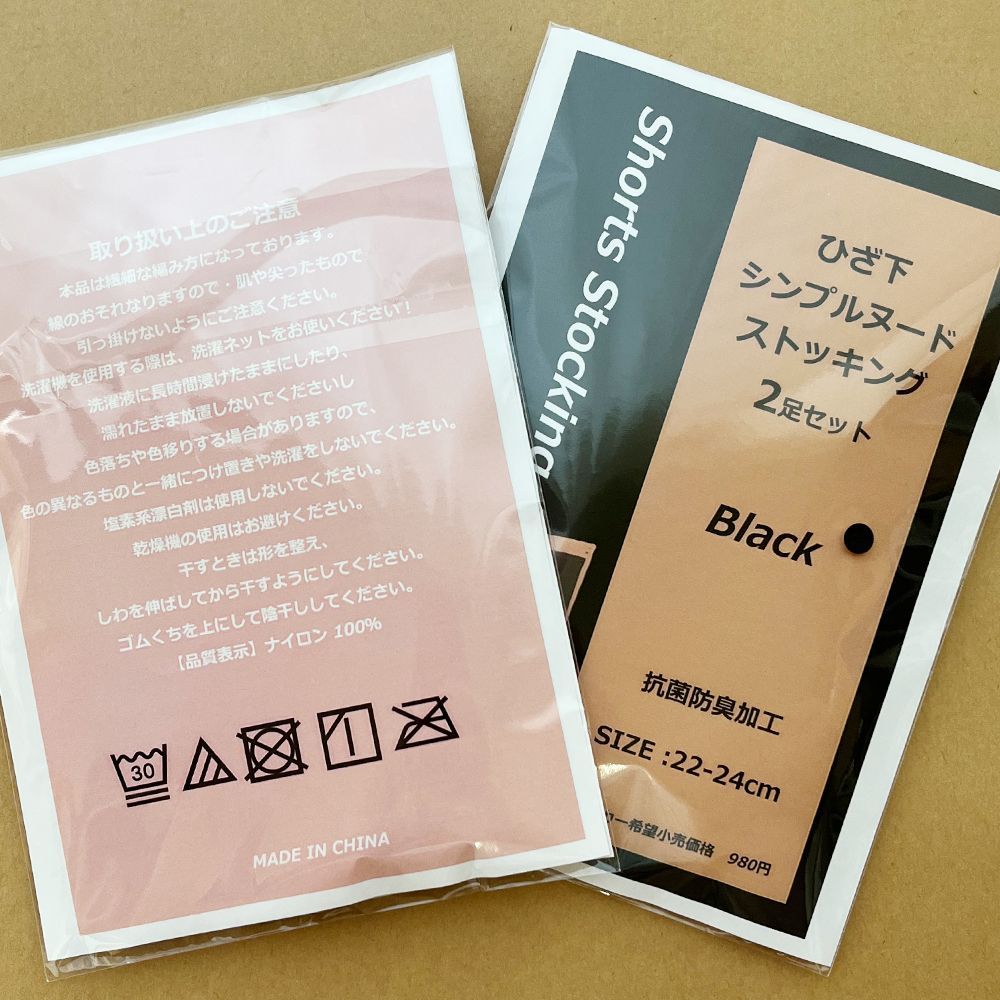 取り扱い上のご注意
本品は繊細な編み方になっております。
線のおそれなりますので・肌や尖ったもので
引っ掛けないようにご注意ください。
洗濯機を使用する際は、洗濯ネットをお使いください!
洗濯液に長時間浸けたままにしたり、
濡れたまま放置しないでくださいし
色落ちや色移りする場合がありますので、
色の異なるものと一緒につけ置きや洗濯をしないでください。
塩素系漂白剤は使用しないでください。
乾燥機の使用はお避けください。
干すときは形を整え、
しわを伸ばしてから干すようにしてください。
ゴムくちを上にして陰干ししてください。
【品質表示】ナイロン 100%
30
MADE IN CHINA
Shorts Stocking
ひざ下
シンプルヌード
ストッキング
2足セット
Black
抗菌防臭加工
SIZE :22-24cm
ー希望小売価格 980円